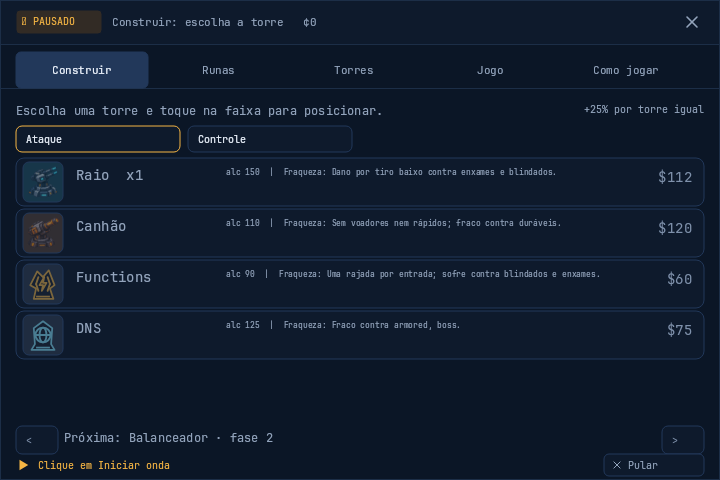 PAUSADO Construir: escolha a torre $0
Construir Runas Torres Jogo Como jogar
Escolha uma torre e toque na faixa para posicionar. +25% por torre igual
Ataque Controle
Raio x1 alc 150 | Fraqueza: Dano por tiro baixo contra enxames e blindados. $112
Canhão alc 110 | Fraqueza: Sem voadores nem rápidos; fraco contra duráveis. $120
Functions alc 90 | Fraqueza: Uma rajada por entrada; sofre contra blindados e enxames. $60
DNS alc 125 | Fraqueza: Fraco contra armored, boss. $75
< Próxima: Balanceador · fase 2 >
Clique em Iniciar onda Pular